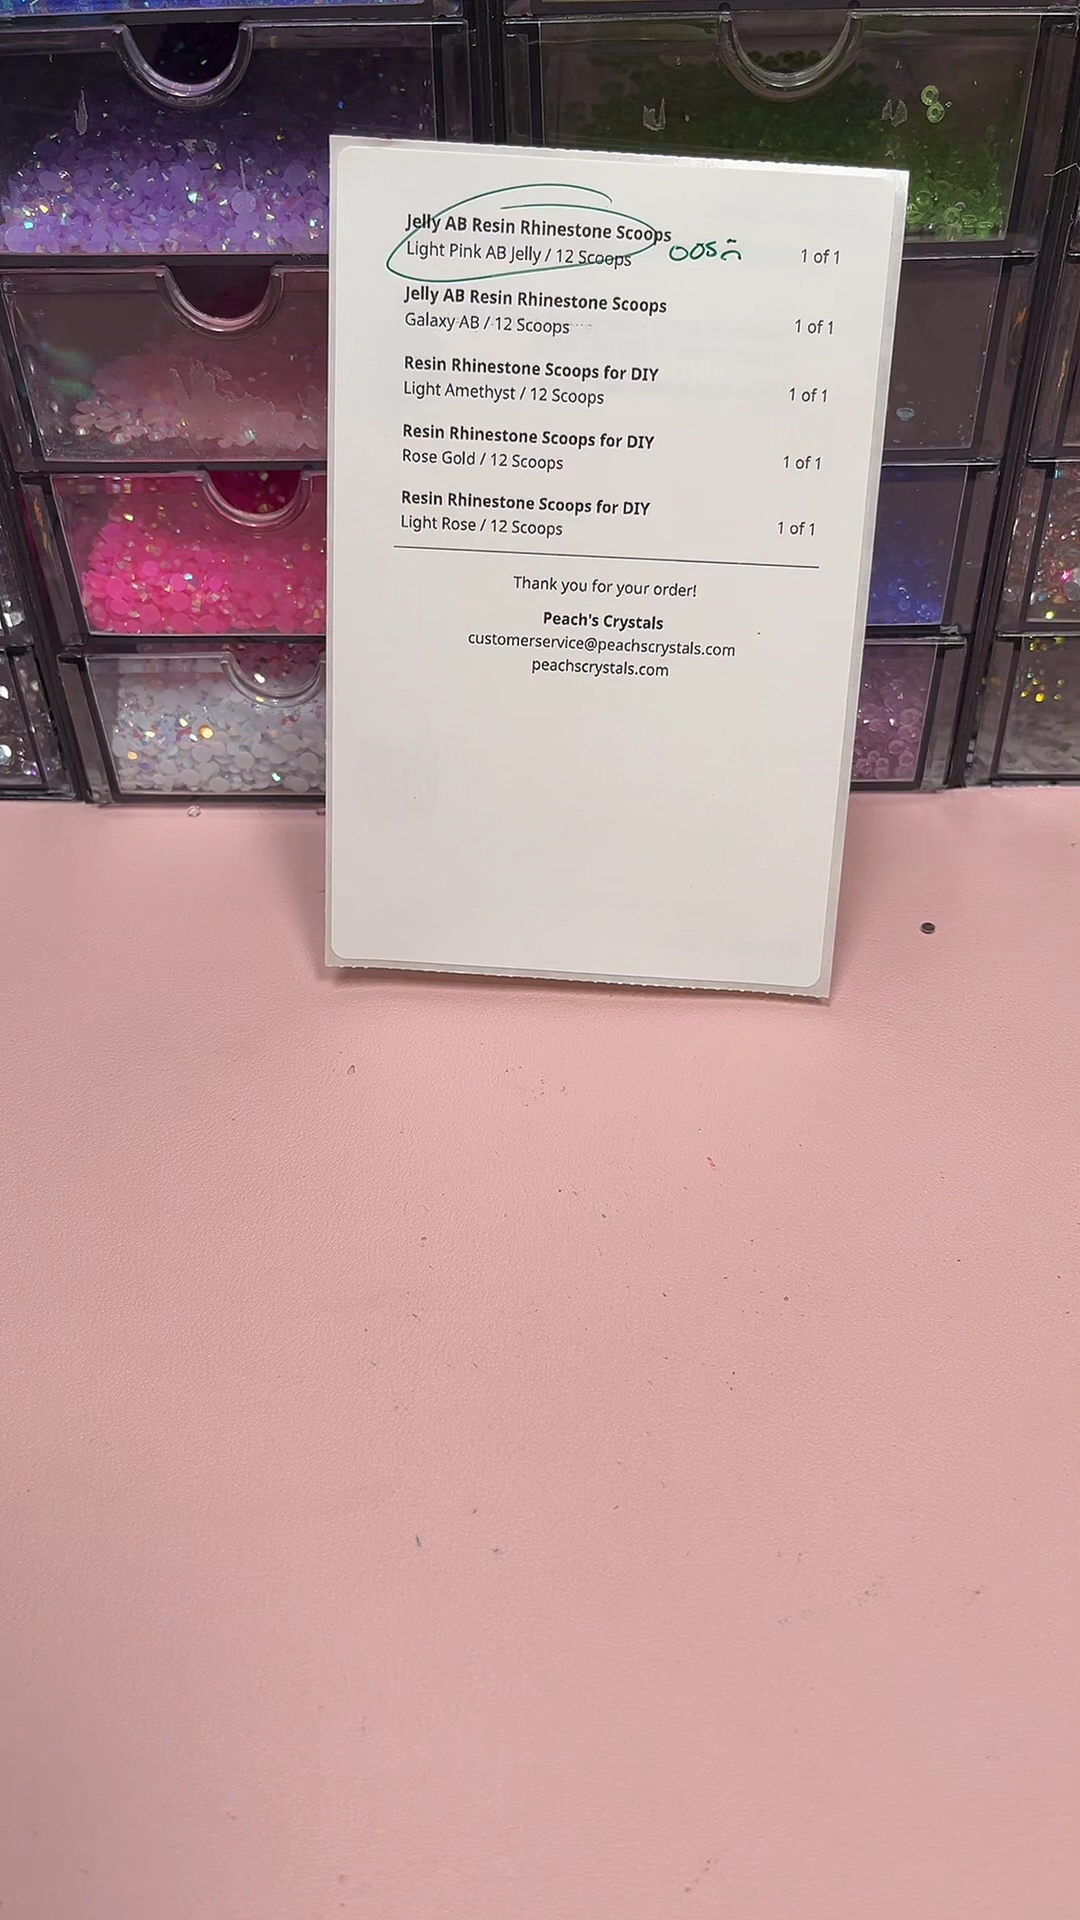 Jelly AB Resin Rhinestone Scoops
Light Pink AB Jelly / 12 Scoops OOS 1 of 1
Jelly AB Resin Rhinestone Scoops
Galaxy AB / 12 Scoops 1 of 1
Resin Rhinestone Scoops for DIY
Light Amethyst / 12 Scoops 1 of 1
Resin Rhinestone Scoops for DIY
Rose Gold / 12 Scoops 1 of 1
Resin Rhinestone Scoops for DIY
Light Rose / 12 Scoops 1 of 1
Thank you for your order!
Peach's Crystals
customerservice@peachscrystals.com
peachscrystals.com